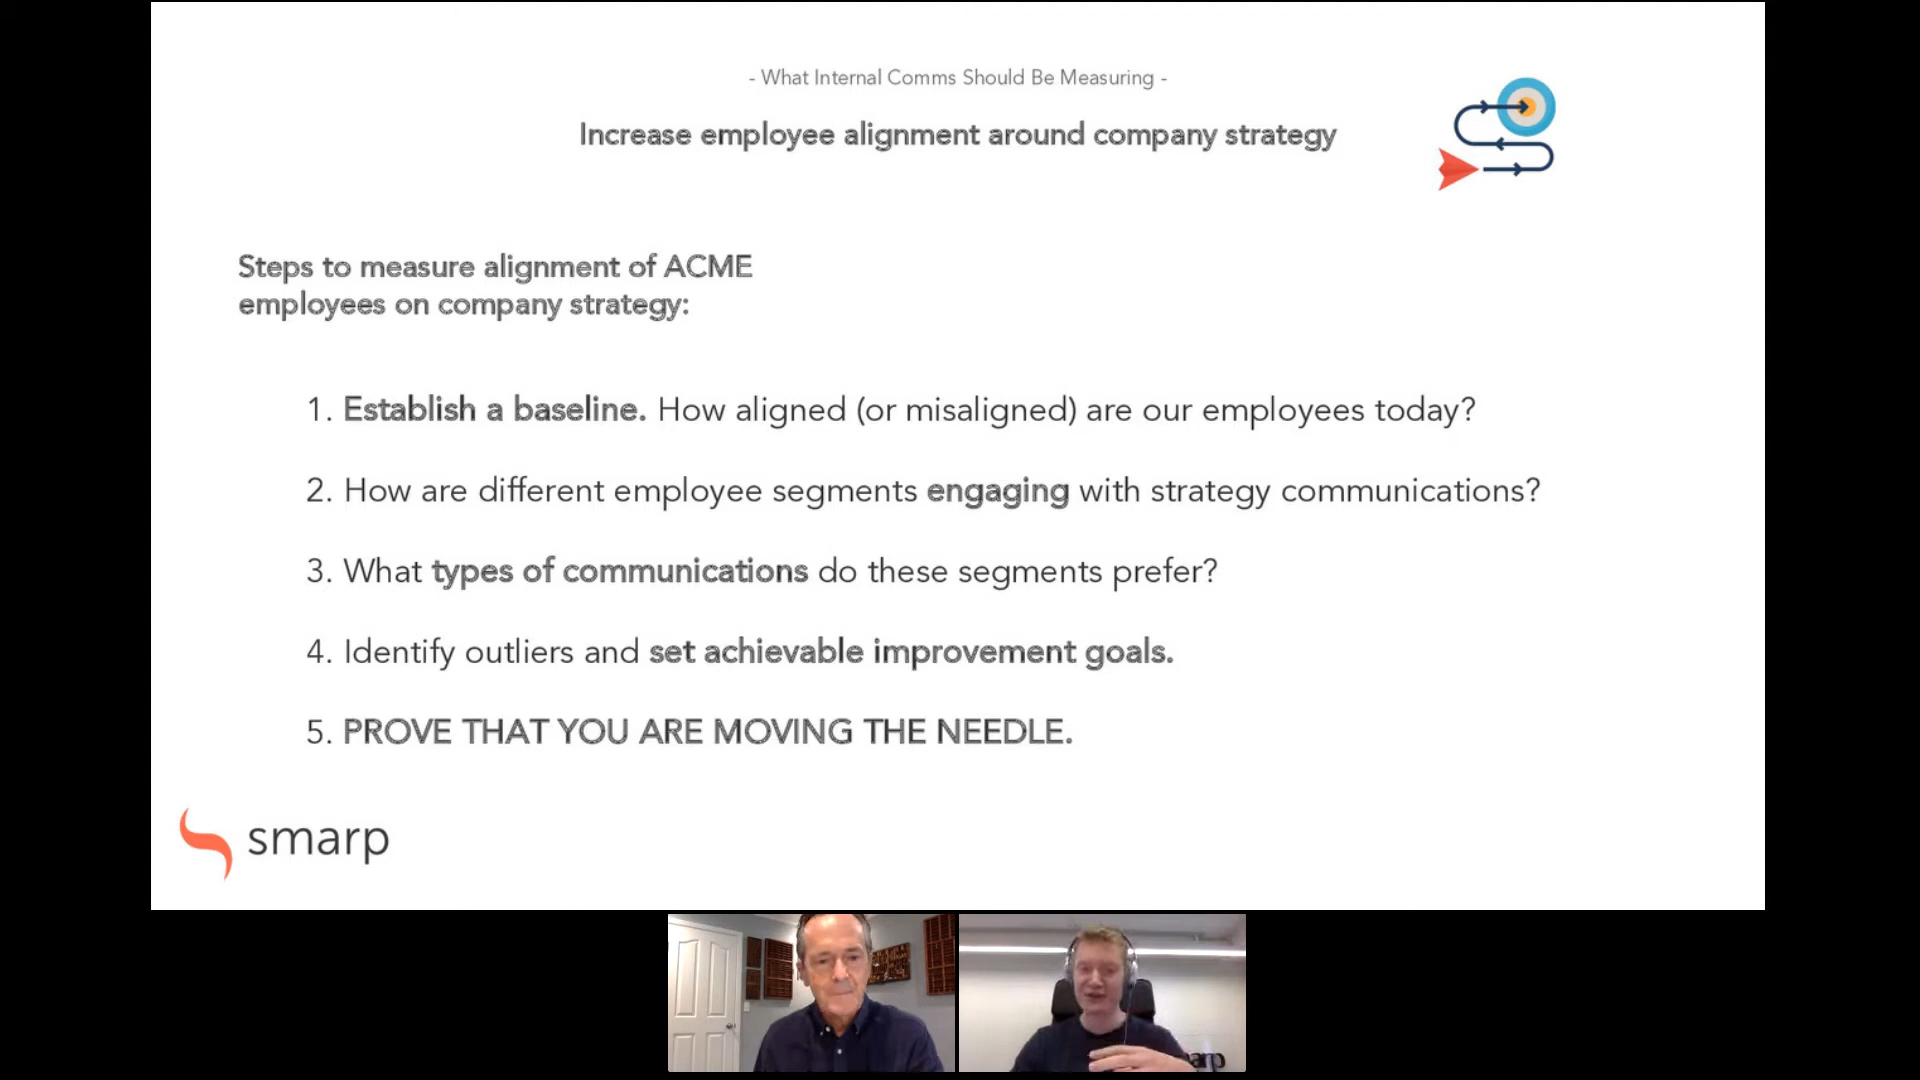 - What Internal Comms Should Be Measuring -
Increase employee alignment around company strategy
Steps to measure alignment of ACME
employees on company strategy:
1. Establish a baseline. How aligned (or misaligned) are our employees today?
2. How are different employee segments engaging with strategy communications?
3. What types of communications do these segments prefer?
4. Identify outliers and set achievable improvement goals.
5. PROVE THAT YOU ARE MOVING THE NEEDLE.
smarp